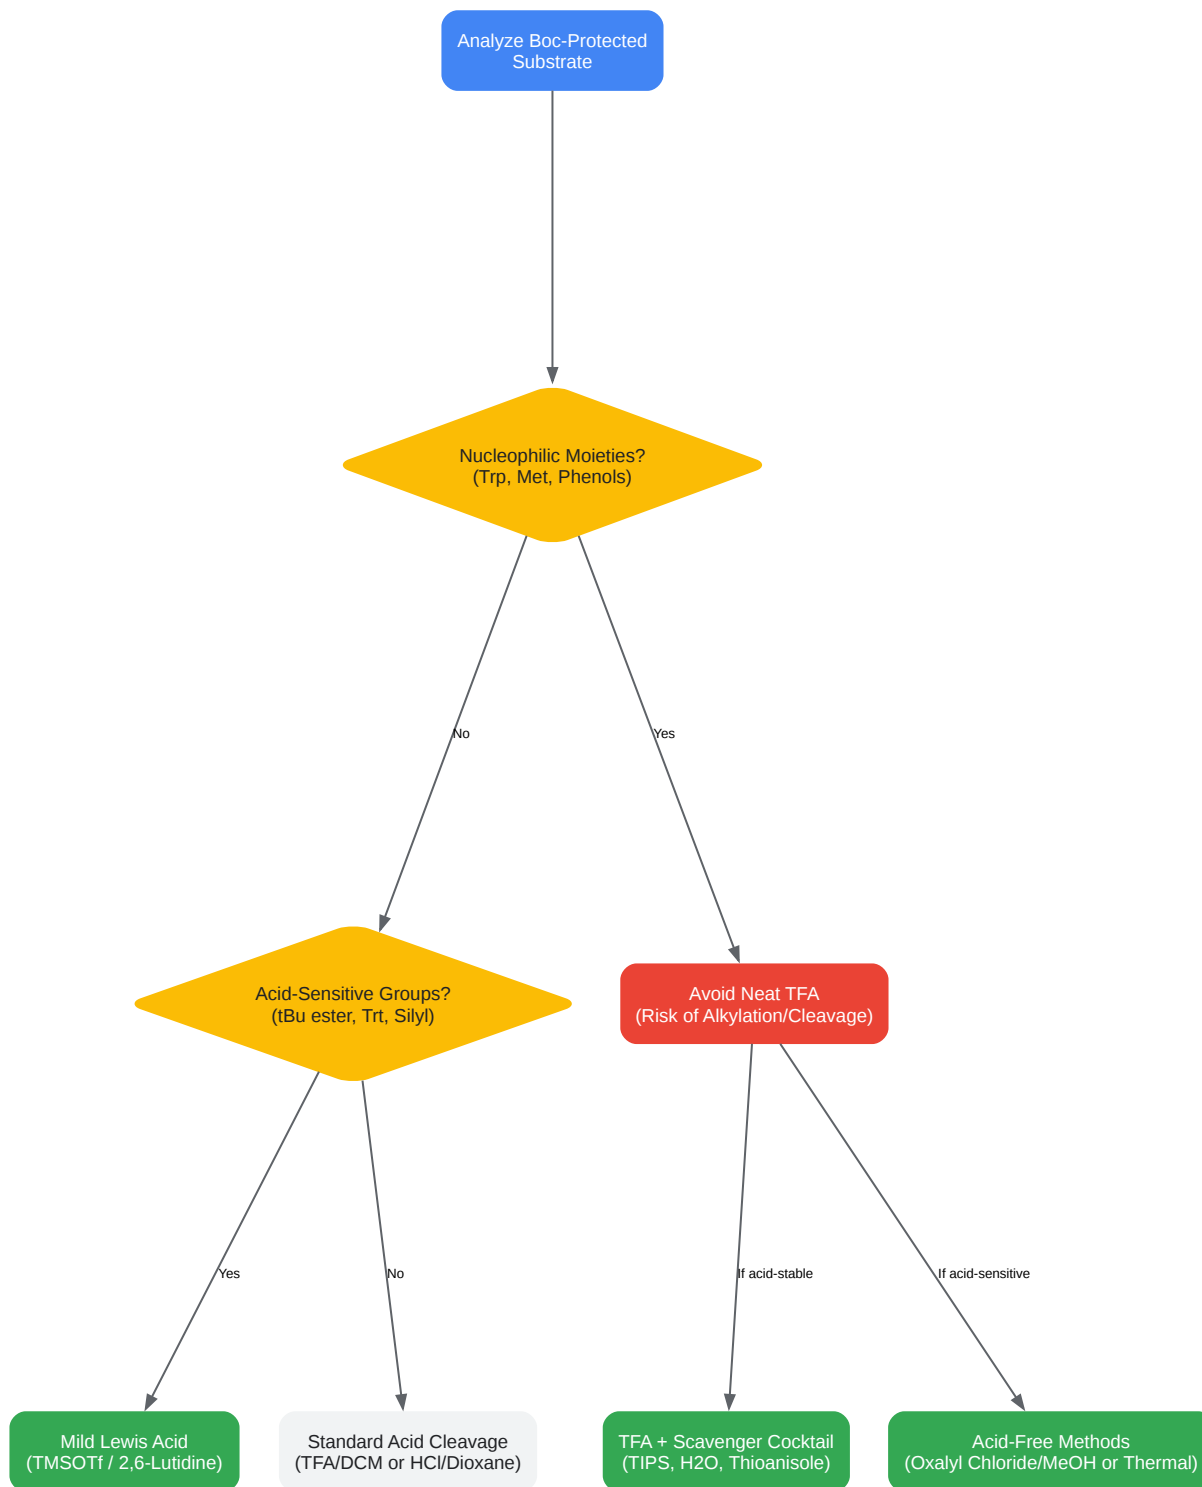 Analyze Boc-Protected
Substrate
Nucleophilic Moieties?
(Trp, Met, Phenols)
No
Yes
Acid-Sensitive Groups?
(tBu ester, Trt, Silyl)
Avoid Neat TFA
(Risk of Alkylation/Cleavage)
Yes
No
If acid-stable
If acid-sensitive
Mild Lewis Acid
(TMSOTf / 2,6-Lutidine)
Standard Acid Cleavage
(TFA/DCM or HCl/Dioxane)
TFA + Scavenger Cocktail
(TIPS, H2O, Thioanisole)
Acid-Free Methods
(Oxalyl Chloride/MeOH or Thermal)